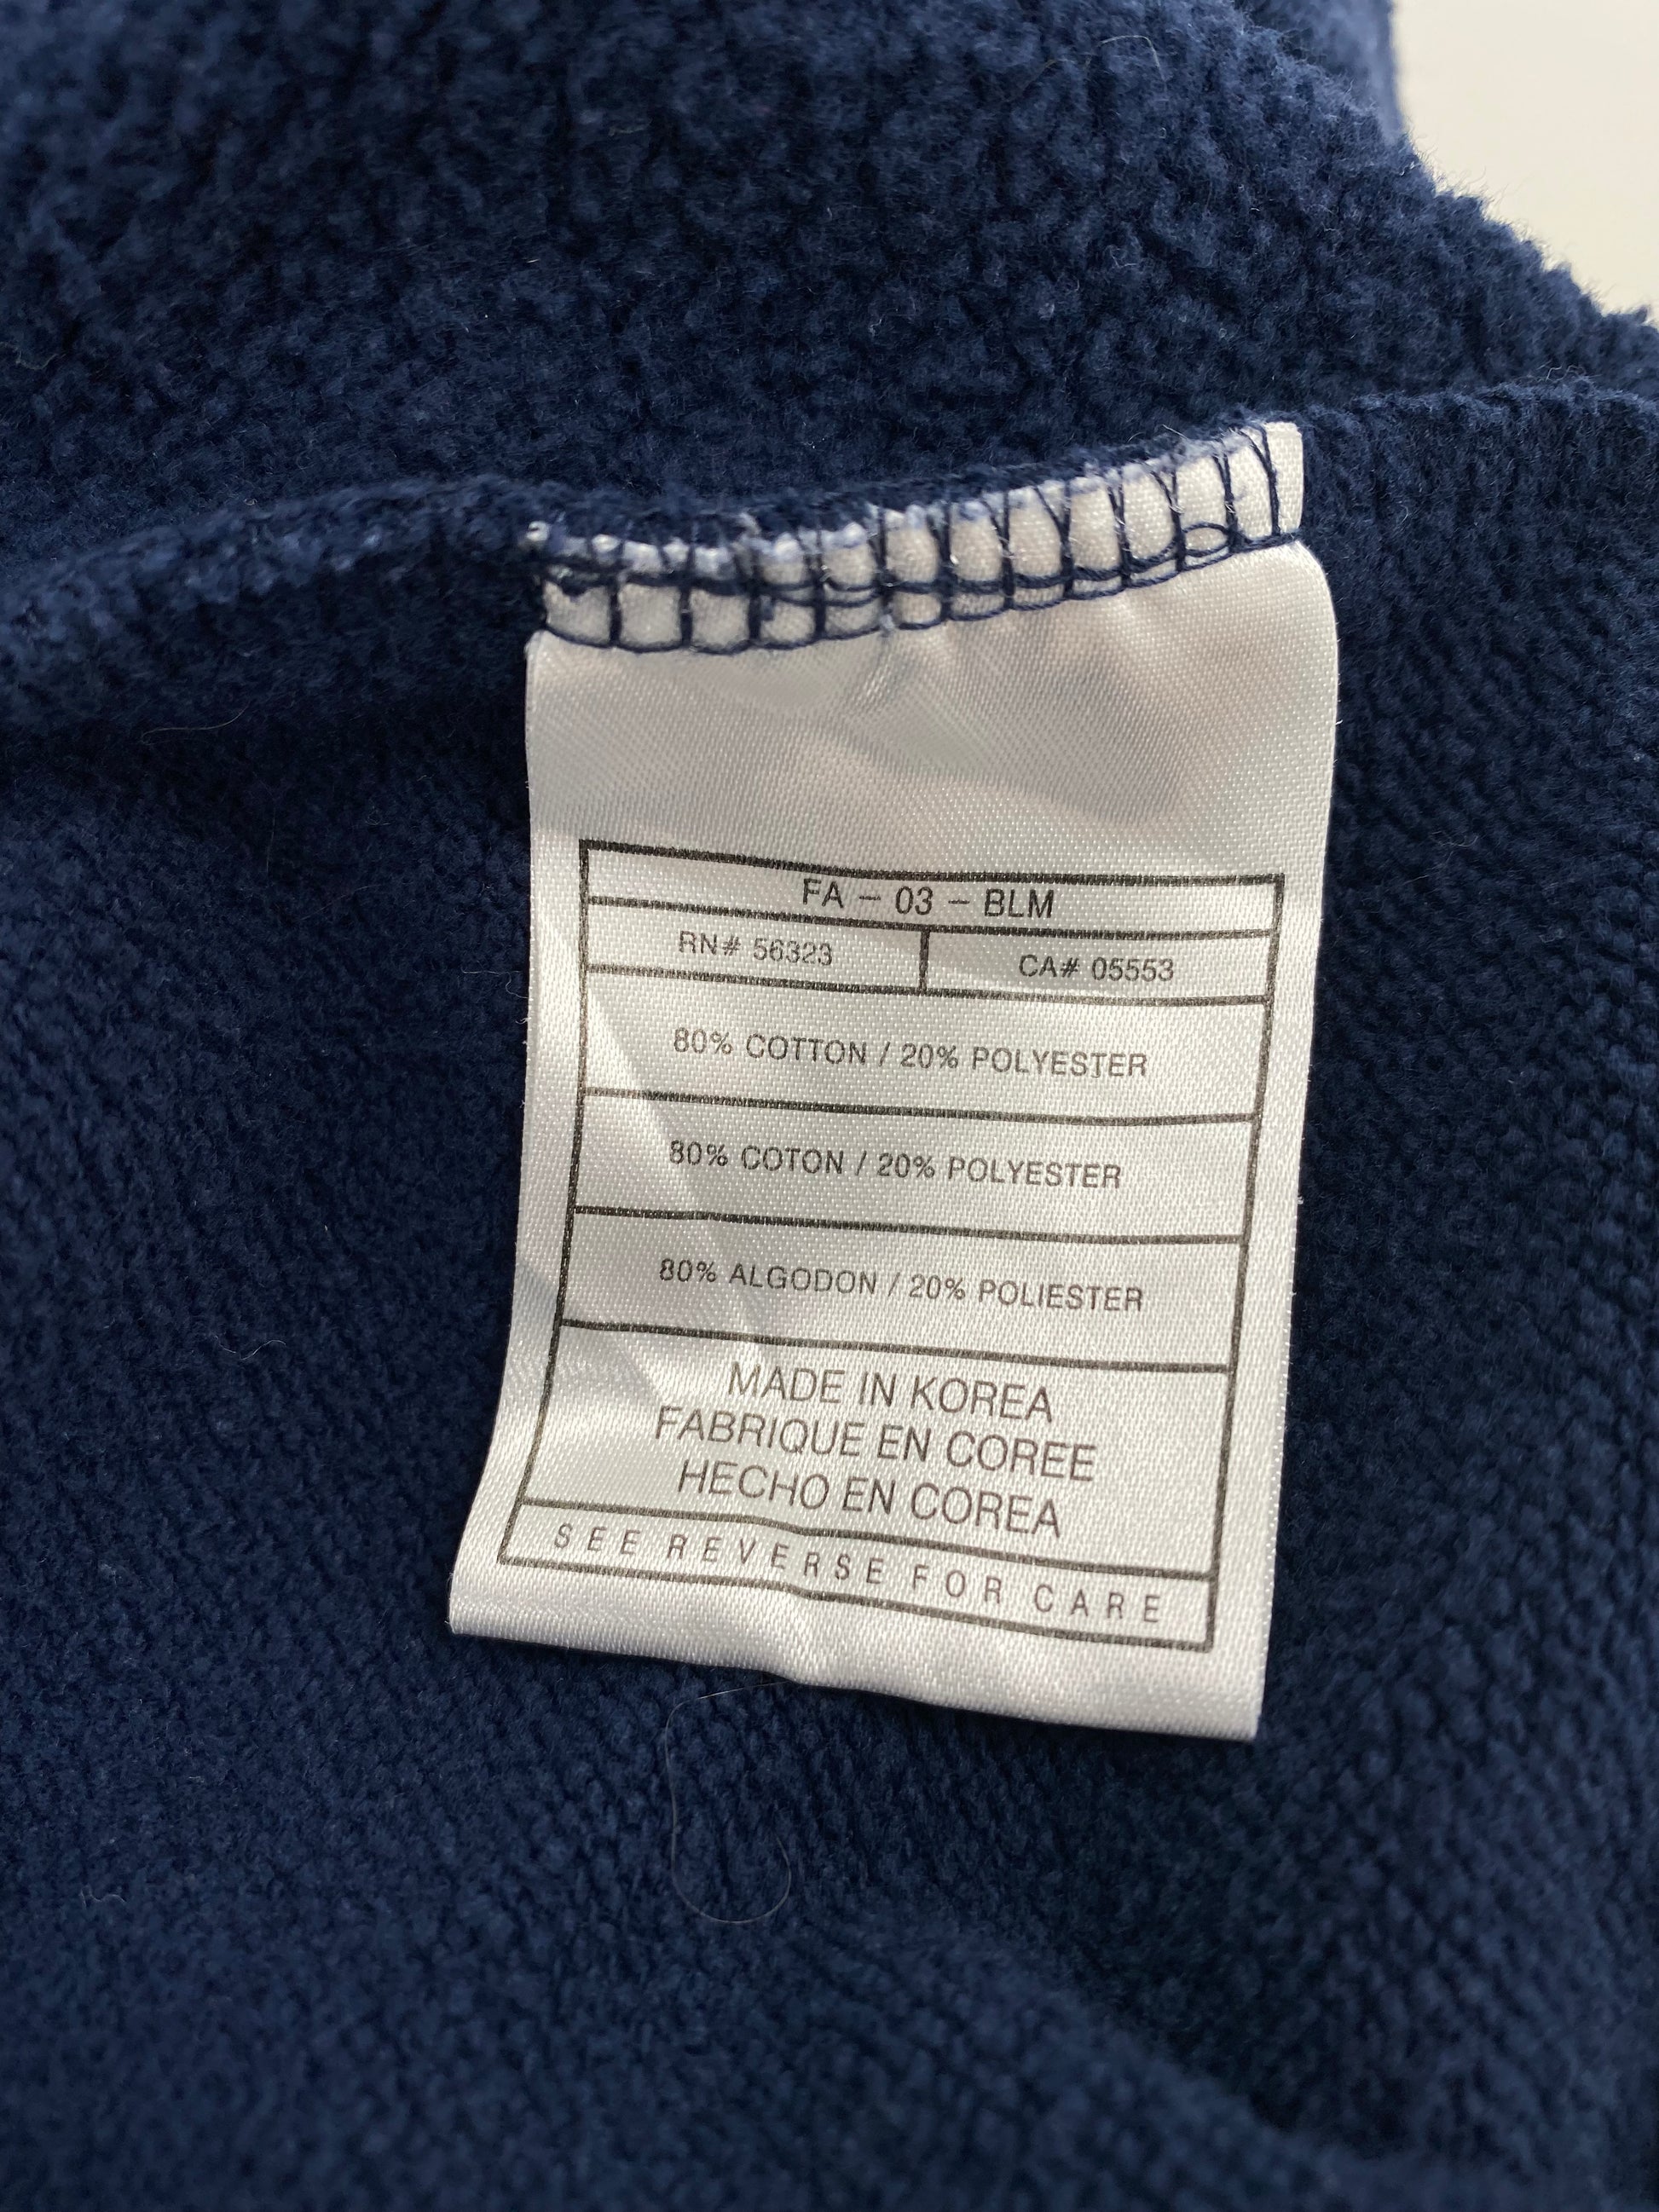 FA - 03 - BLM
RN# 56323 CA# 05553
80% COTTON / 20% POLYESTER
80% COTON / 20% POLYESTER
80% ALGODON / 20% POLIESTER
MADE IN KOREA
FABRIQUE EN COREE
HECHO EN COREA
SEE REVERSE FOR CARE